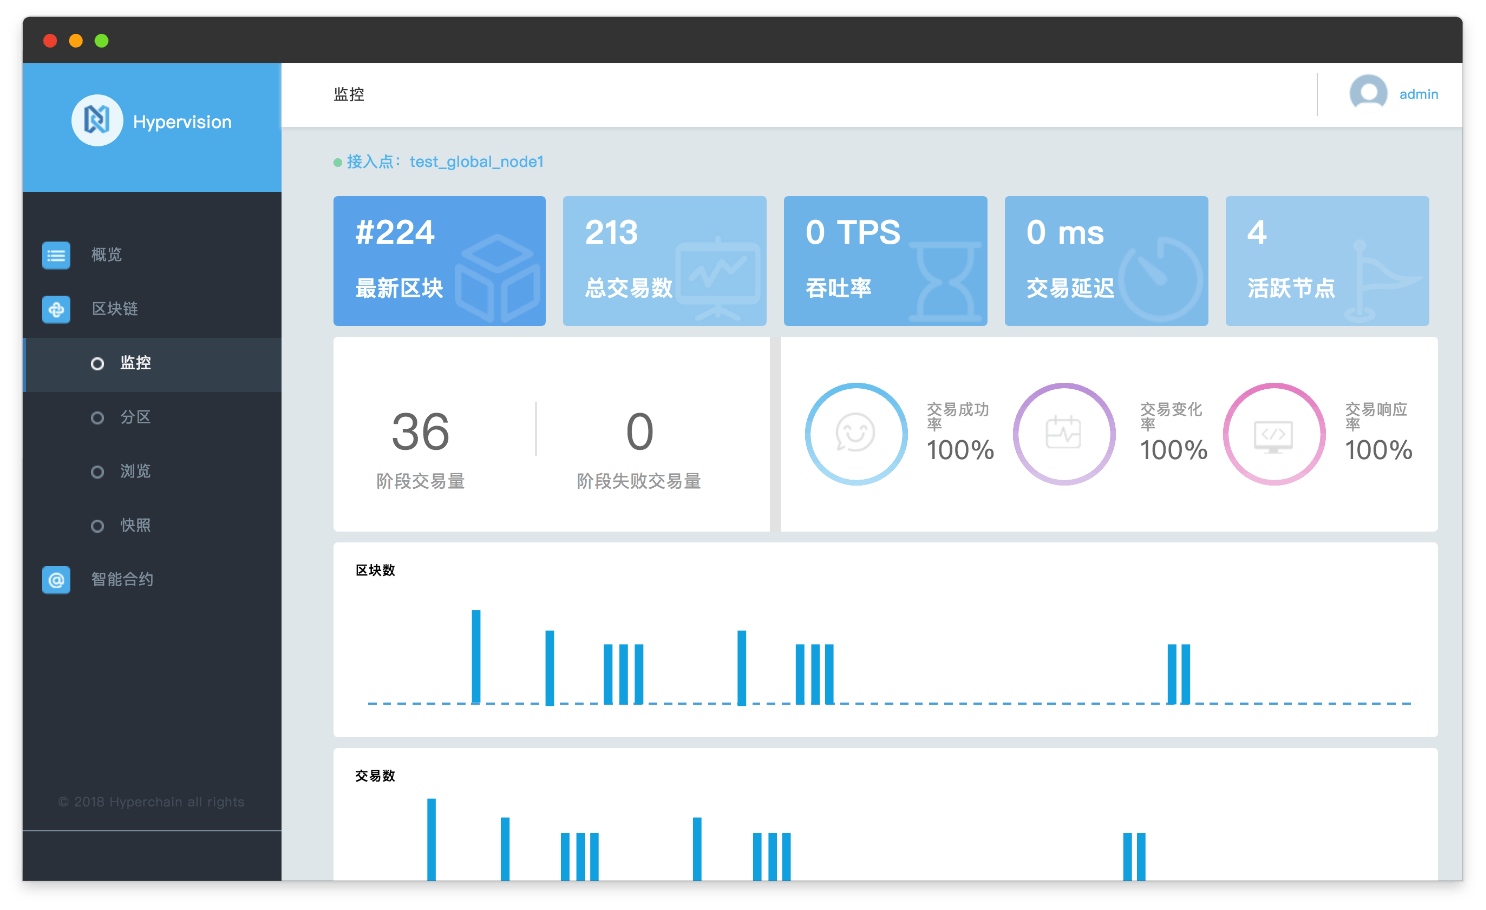 Hypervision
监控
admin
概览
区块链
监控
分区
浏览
快照
智能合约
© 2018 Hyperchain all rights
接入点：test_global_node1
#224
最新区块
213
总交易数
0 TPS
吞吐率
0 ms
交易延迟
4
活跃节点
36
阶段交易量
0
阶段失败交易量
交易成功
率
100%
交易变化
率
100%
交易响应
率
100%
区块数
交易数